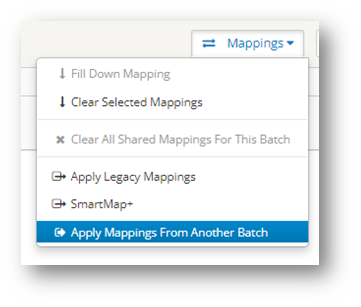 Mappings
Fill Down Mapping
Clear Selected Mappings
Clear All Shared Mappings For This Batch
Apply Legacy Mappings
SmartMap+
Apply Mappings From Another Batch